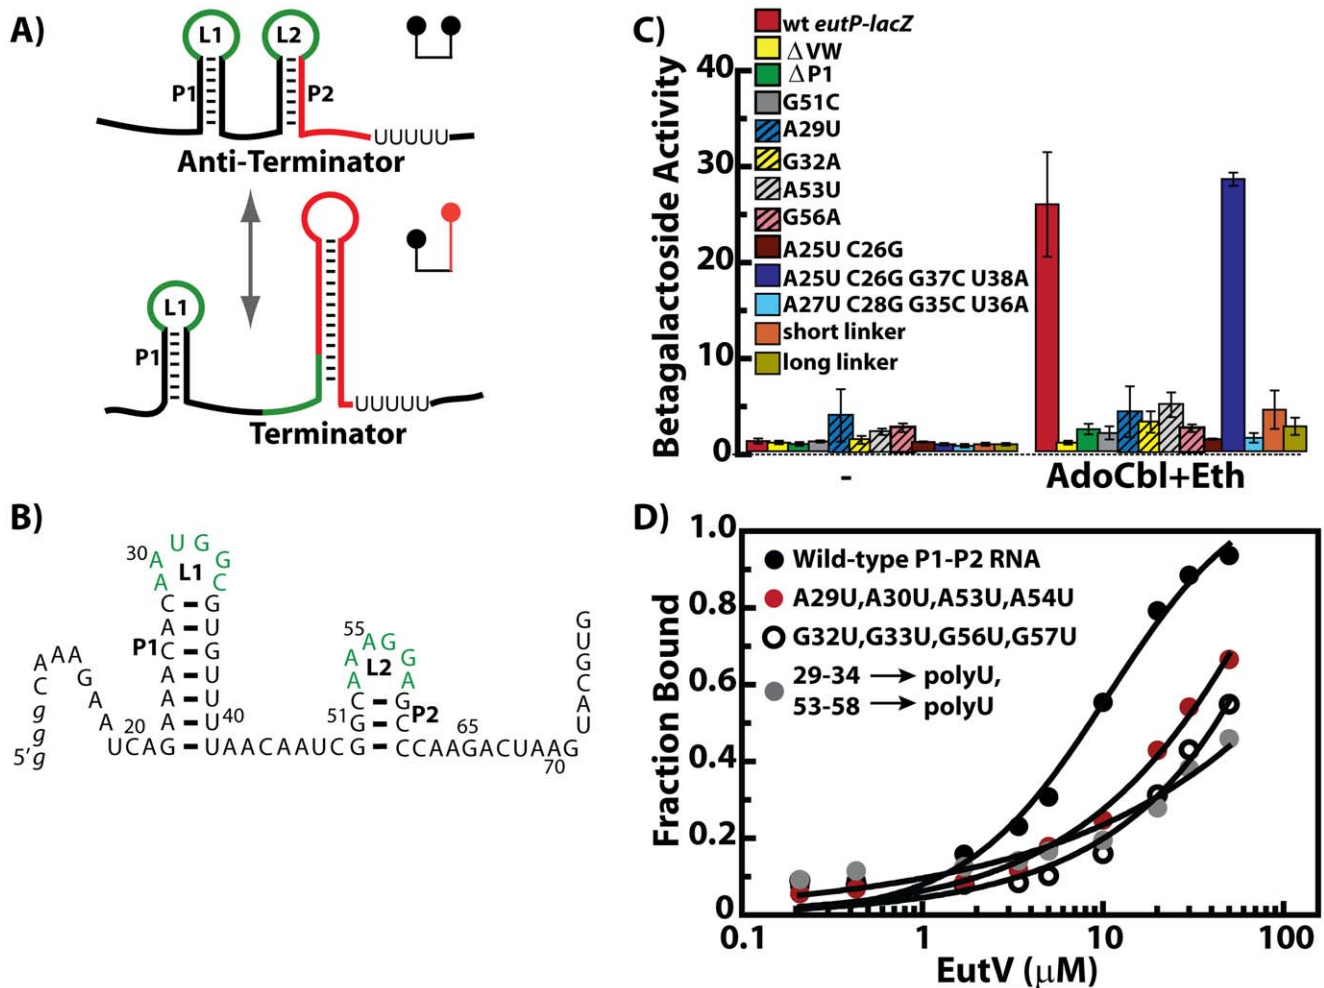 A)
L1
L2
P1
P2
UUUUU
Anti-Terminator
L1
P1
UUUUU
Terminator
B)
5'gggCAAAGAAUCAGAAACACAAUGGCGUGUUUUAACAAUCGCAAAGGAGCCCAAGACUAAGUACGUG
20
30
40
51
55
65
70
L1
P1
L2
P2
C)
Betagalactoside Activity
40
30
20
10
0
wt eutP-lacZ
ΔVW
ΔP1
G51C
A29U
G32A
A53U
G56A
A25U C26G
A25U C26G G37C U38A
A27U C28G G35C U36A
short linker
long linker
-
AdoCbl+Eth
D)
Fraction Bound
1.0
0.8
0.6
0.4
0.2
0
Wild-type P1-P2 RNA
A29U,A30U,A53U,A54U
G32U,G33U,G56U,G57U
29-34 → polyU,
53-58 → polyU
0.1
1
10
100
EutV (μM)